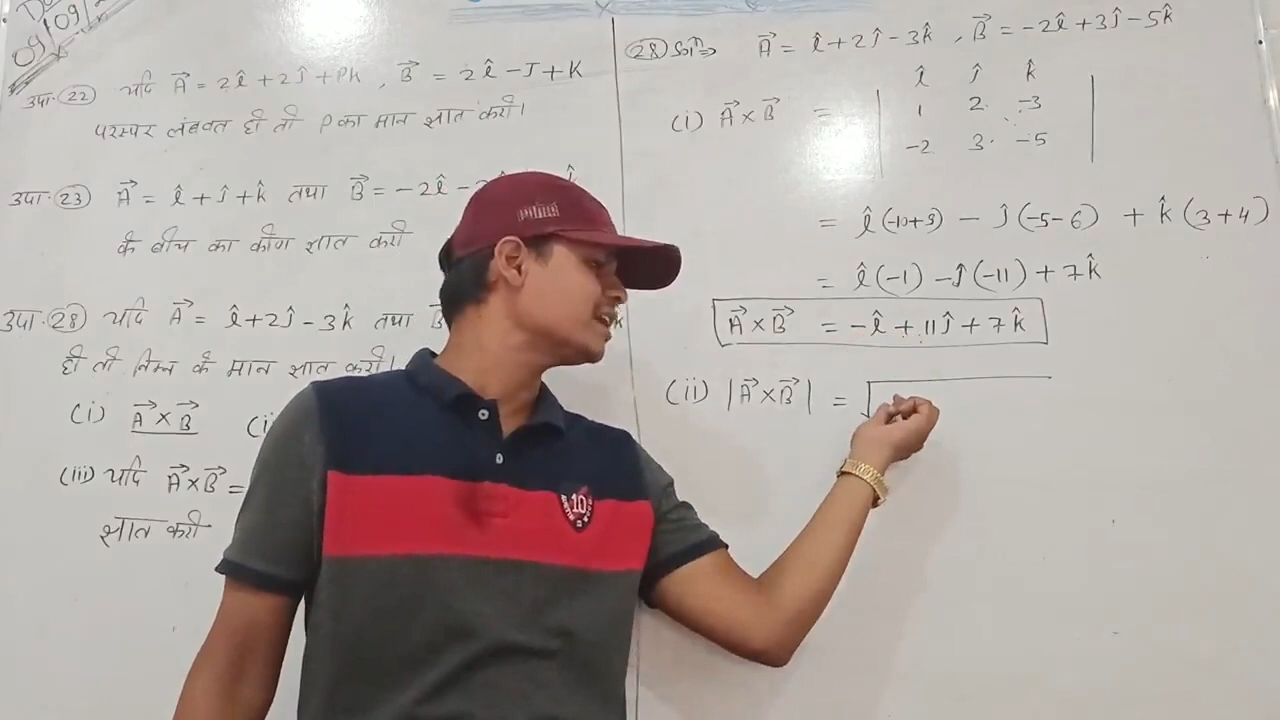 09/09/
उदा. (22) यदि A⃗ = 2î + 2ĵ + PK , B⃗ = 2î - J + K
परस्पर लंबवत हो तो P का मान ज्ञात करो।
उदा. (23) A⃗ = î + ĵ + k̂ तथा B⃗ = -2î -
के बीच का कोण ज्ञात करो
उदा. (28) यदि A⃗ = î + 2ĵ - 3k̂ तथा
हो तो निम्न के मान ज्ञात करो।
(i) A⃗ × B⃗
(iii) यदि A⃗ × B⃗ =
ज्ञात करो
(28) Solⁿ ⇒ A⃗ = î + 2ĵ - 3k̂ , B⃗ = -2î + 3ĵ - 5k̂
î ĵ k̂
(i) A⃗ × B⃗ = | 1 2 -3 |
-2 3 -5
= î(-10+9) - ĵ(-5-6) + k̂(3+4)
= î(-1) - ĵ(-11) + 7k̂
A⃗ × B⃗ = -î + 11ĵ + 7k̂
(ii) |A⃗ × B⃗| = √
10